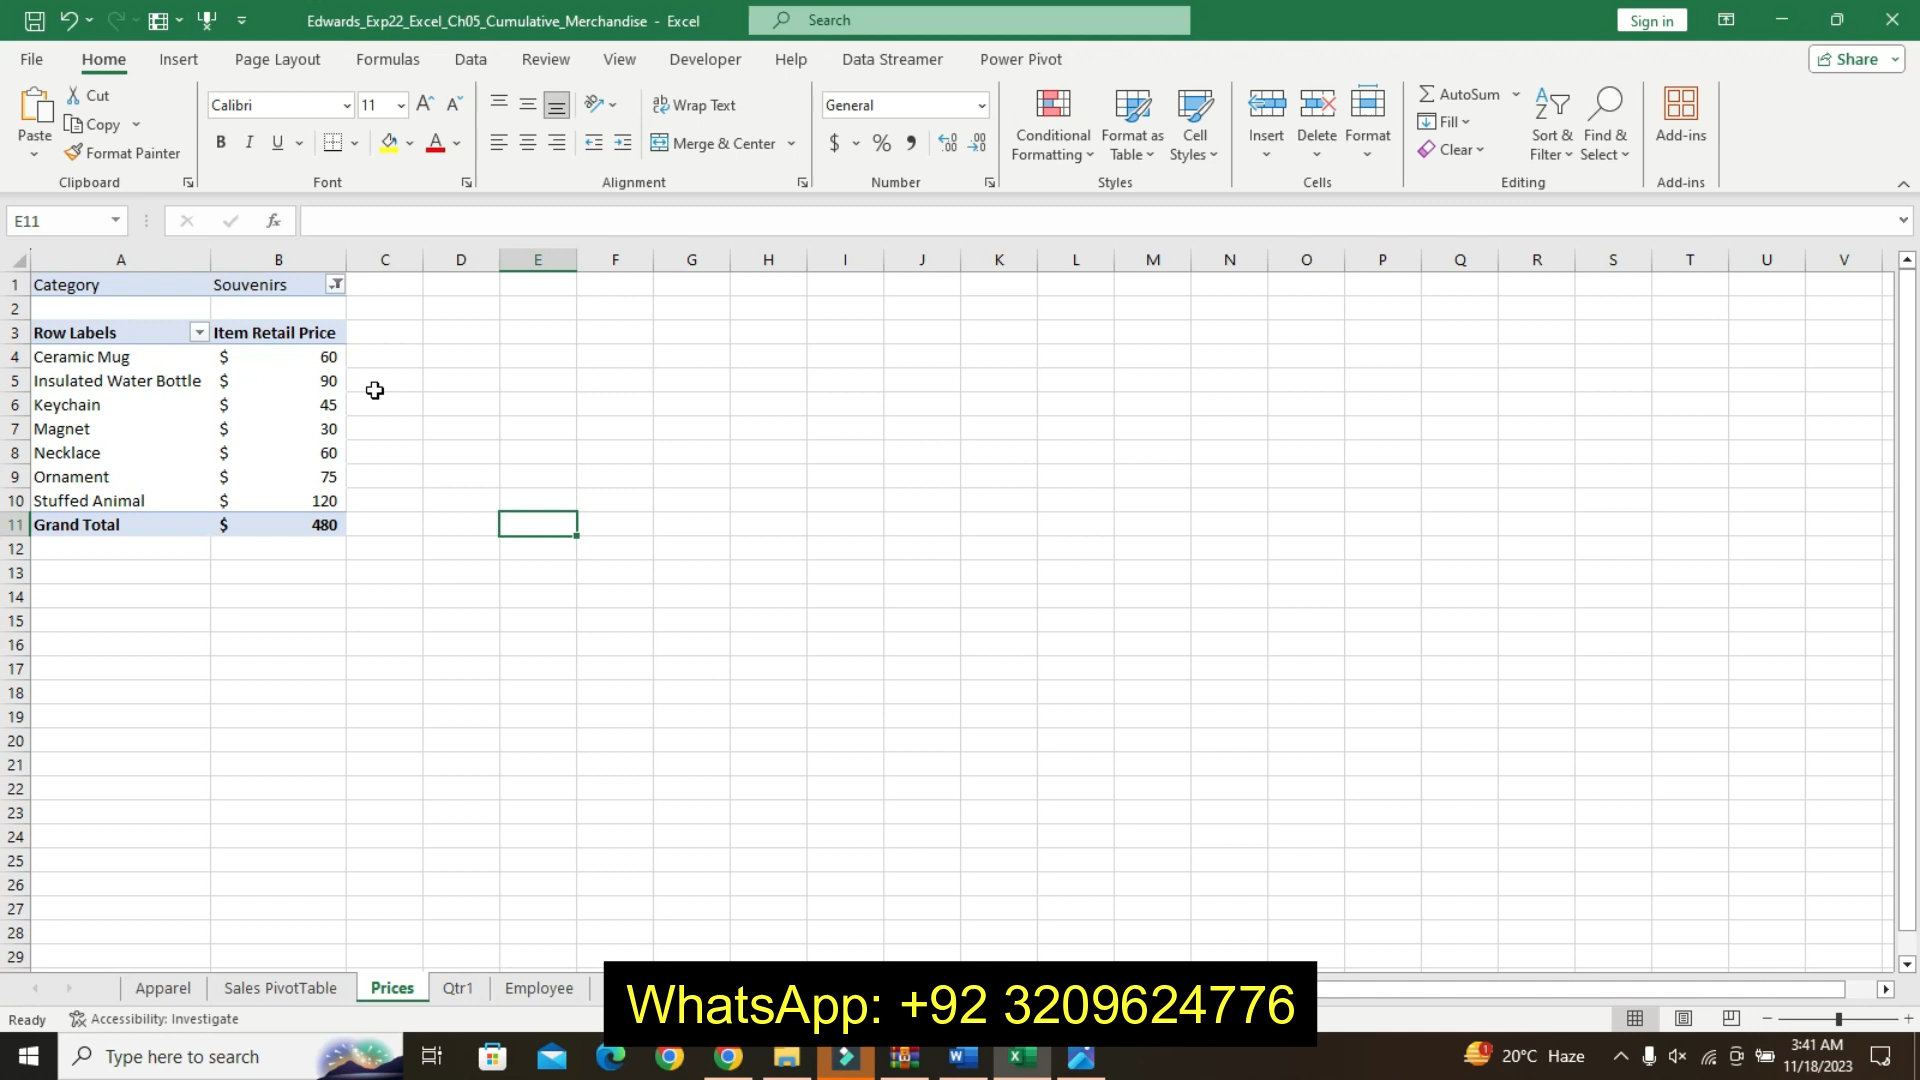 Edwards_Exp22_Excel_Ch05_Cumulative_Merchandise - Excel
Search
Sign in
File Home Insert Page Layout Formulas Data Review View Developer Help Data Streamer Power Pivot
Share
Paste
Cut
Copy
Format Painter
Clipboard
Calibri 11
B I U
Font
Wrap Text
Merge & Center
Alignment
General
$ % ,
Number
Conditional Formatting
Format as Table
Cell Styles
Styles
Insert Delete Format
Cells
AutoSum
Fill
Clear
Sort & Filter
Find & Select
Editing
Add-ins
Add-ins
E11
fx
A B C D E F G H I J K L M N O P Q R S T U V
1 Category Souvenirs
2
3 Row Labels Item Retail Price
4 Ceramic Mug $ 60
5 Insulated Water Bottle $ 90
6 Keychain $ 45
7 Magnet $ 30
8 Necklace $ 60
9 Ornament $ 75
10 Stuffed Animal $ 120
11 Grand Total $ 480
12
13
14
15
16
17
18
19
20
21
22
23
24
25
26
27
28
29
Apparel Sales PivotTable Prices Qtr1 Employee
WhatsApp: +92 3209624776
Ready Accessibility: Investigate
Type here to search
20°C Haze
3:41 AM
11/18/2023